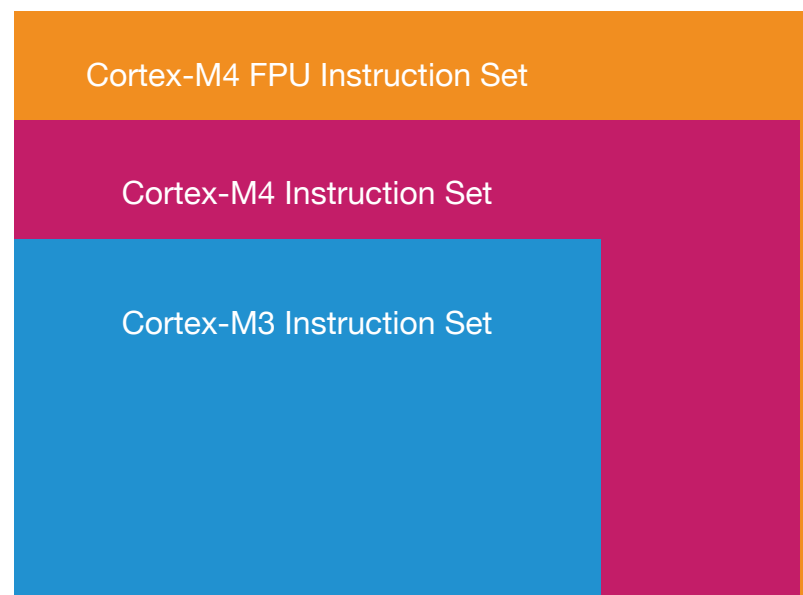 Cortex-M4 FPU Instruction Set
Cortex-M4 Instruction Set
Cortex-M3 Instruction Set